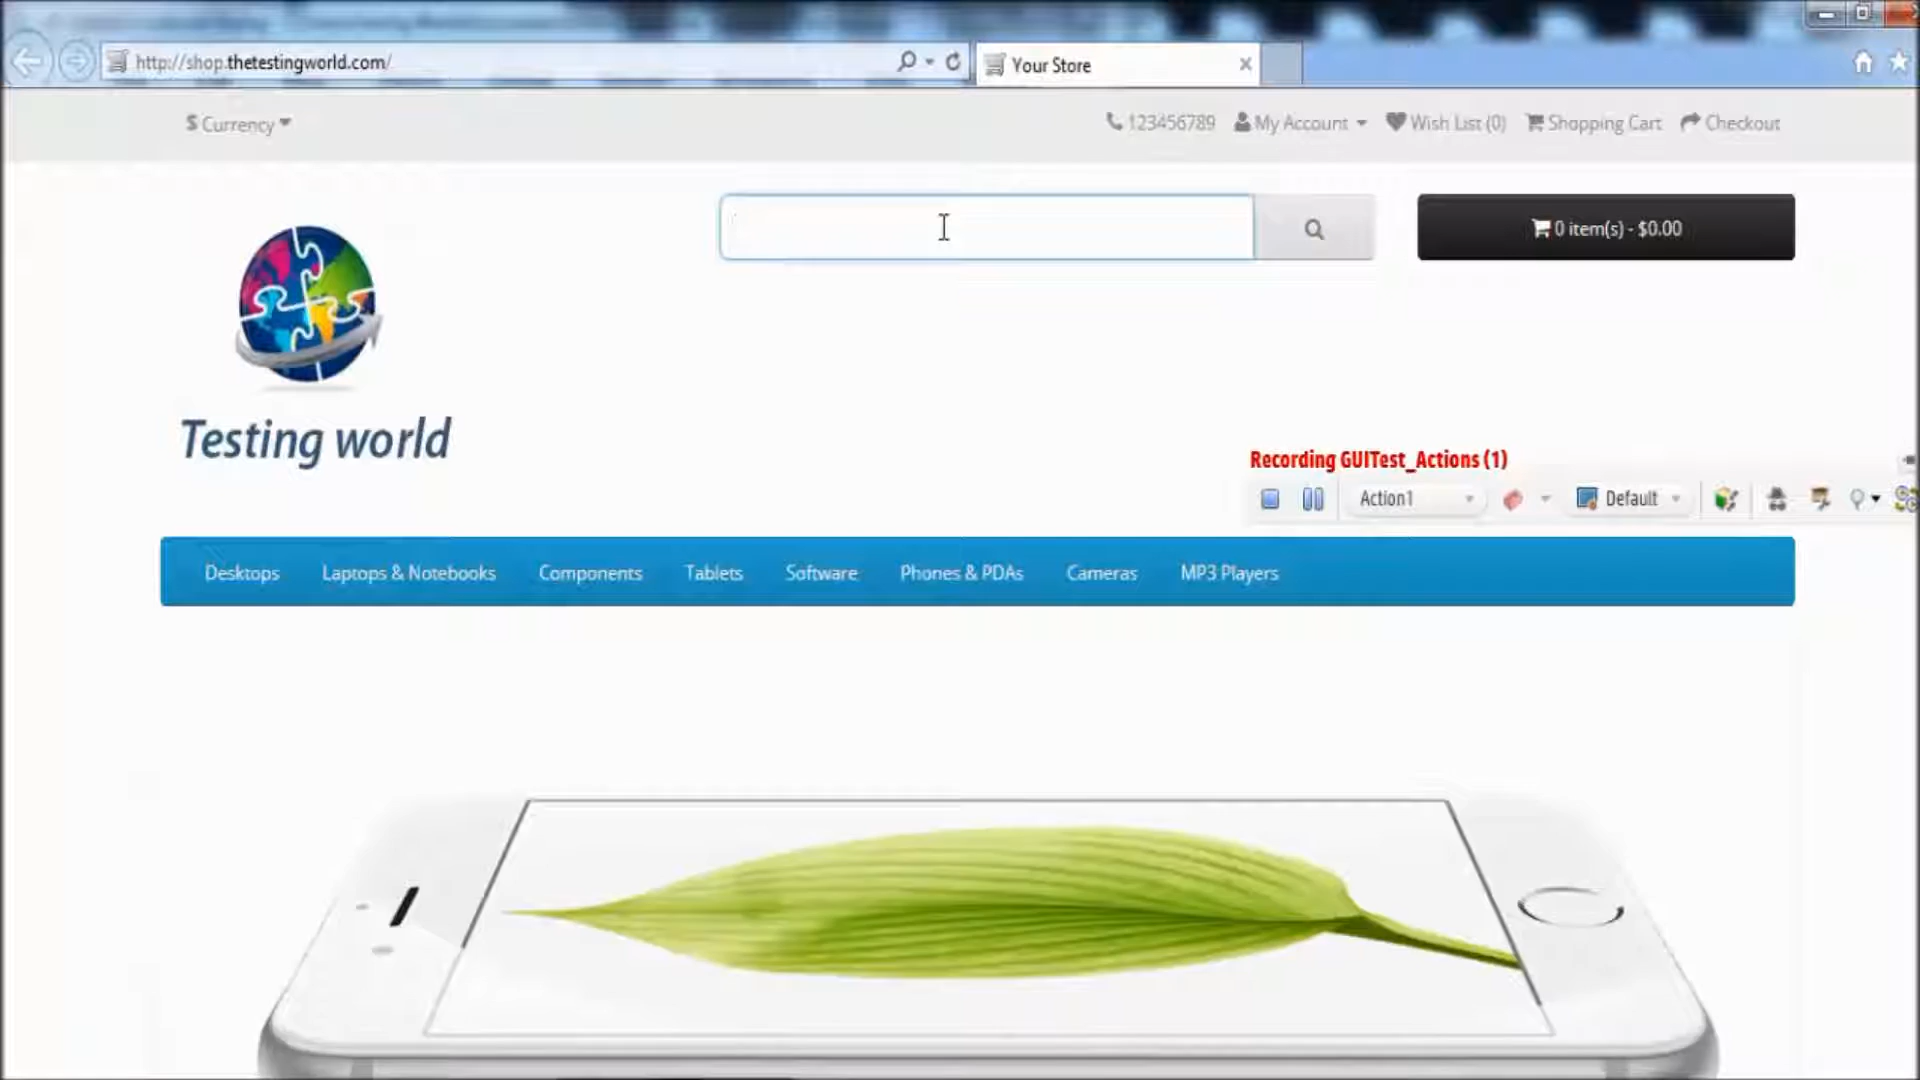 http://shop.thetestingworld.com/
Your Store
$ Currency
123456789 My Account Wish List (0) Shopping Cart Checkout
0 item(s) - $0.00
Testing world
Recording GUITest_Actions (1)
Action1 Default
Desktops Laptops & Notebooks Components Tablets Software Phones & PDAs Cameras MP3 Players